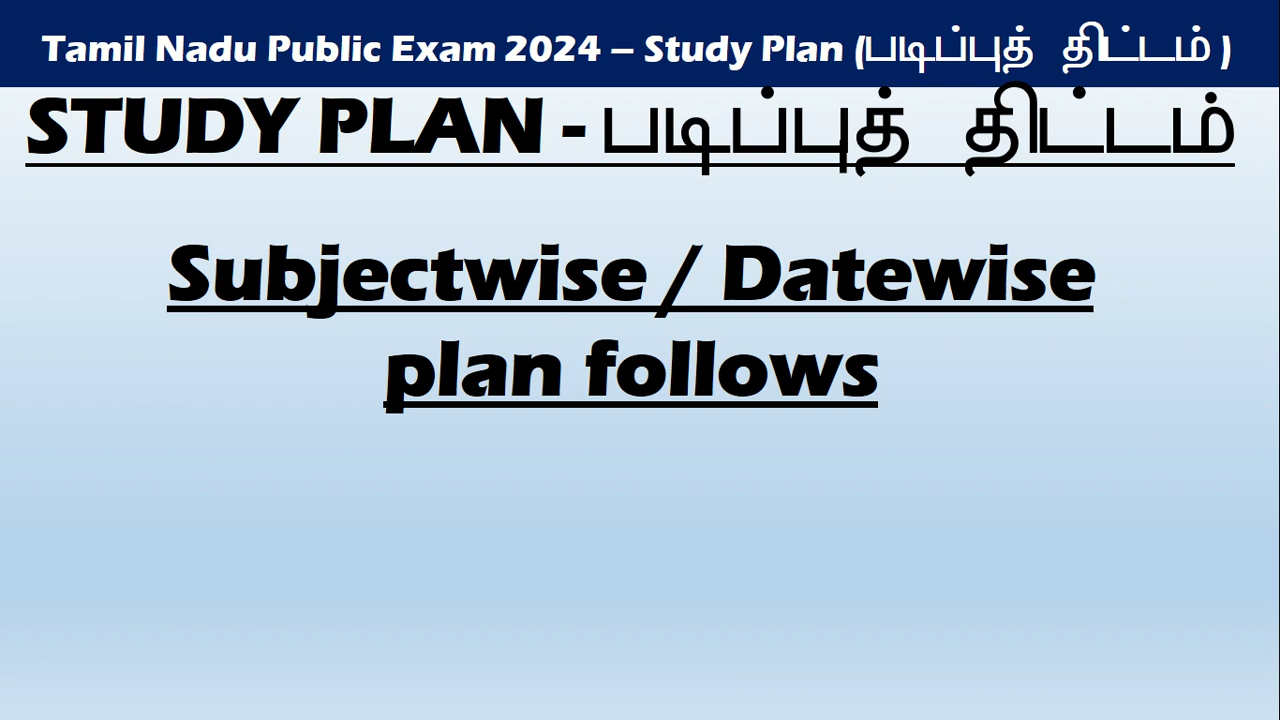 Tamil Nadu Public Exam 2024 – Study Plan (படிப்புத் திட்டம் )
STUDY PLAN - படிப்புத் திட்டம்
Subjectwise / Datewise
plan follows